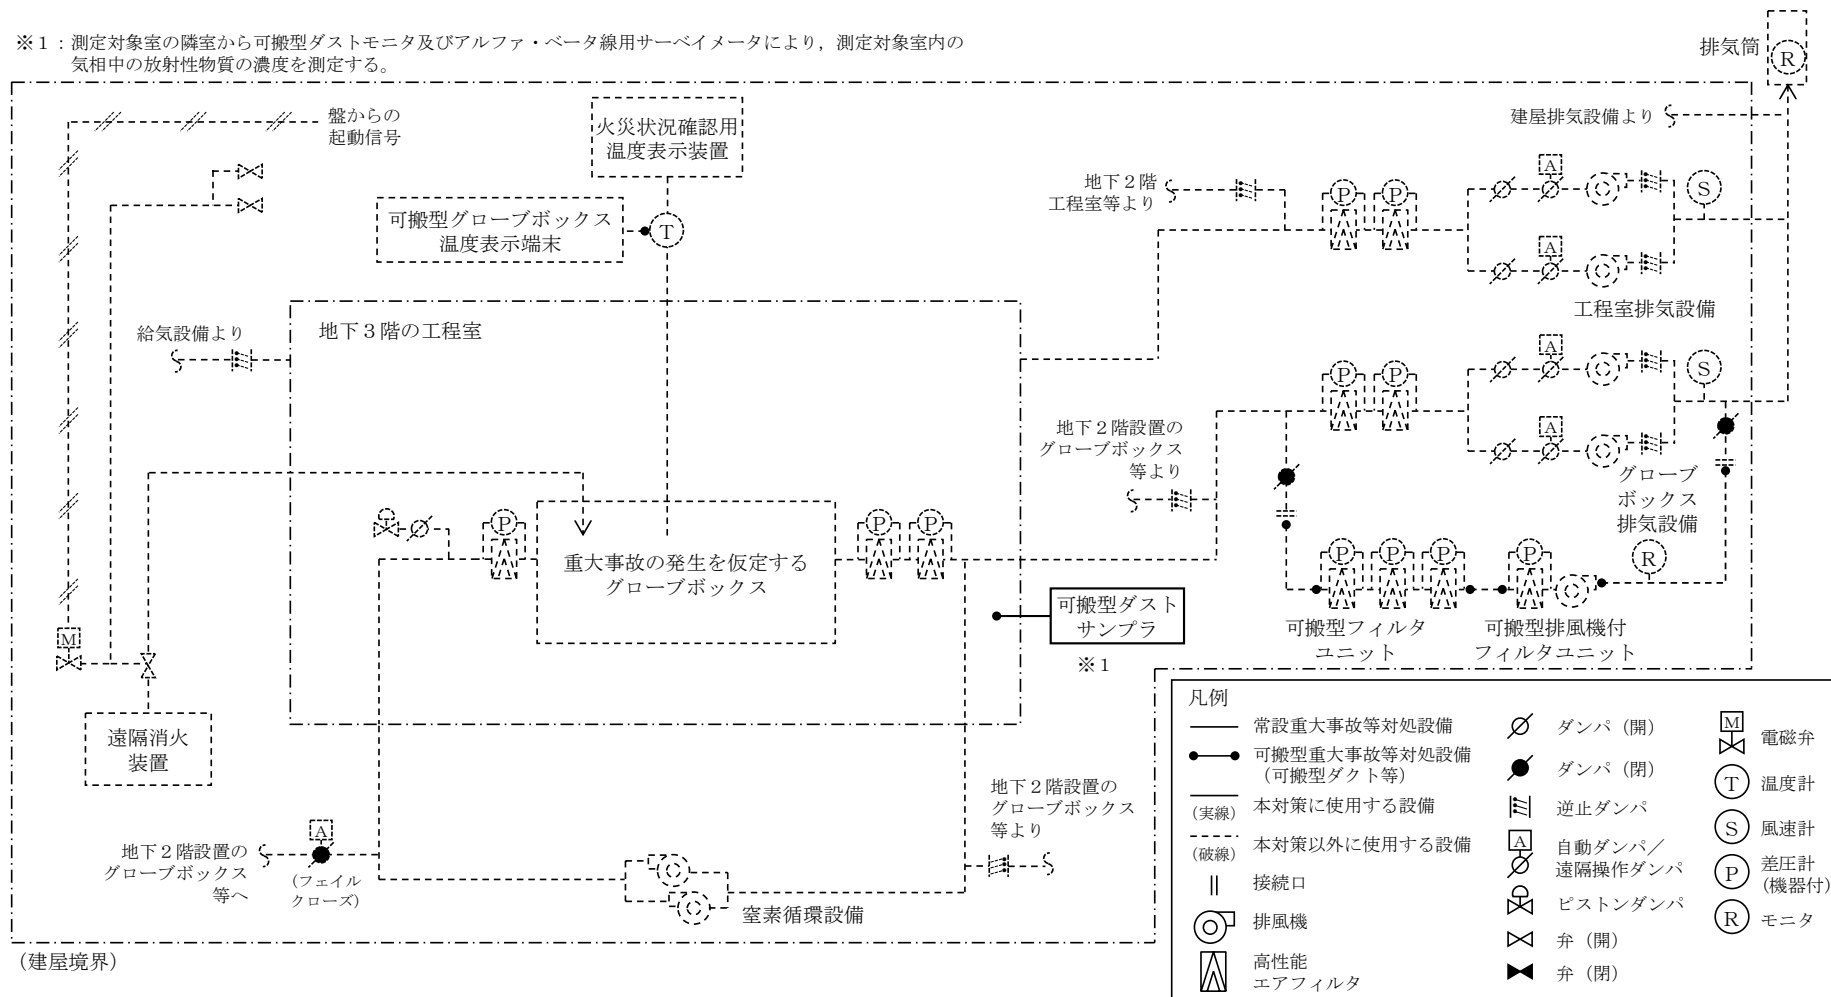 ※１：測定対象室の隣室から可搬型ダストモニタ及びアルファ・ベータ線用サーベイメータにより，測定対象室内の
気相中の放射性物質の濃度を測定する。
排気筒
R
盤からの
起動信号
火災状況確認用
温度表示装置
可搬型グローブボックス
温度表示端末
T
建屋排気設備より
地下２階
工程室等より
P
P
A
A
S
工程室排気設備
給気設備より
地下３階の工程室
地下２階設置の
グローブボックス
等より
P
P
A
A
S
グローブ
ボックス
排気設備
P
重大事故の発生を仮定する
グローブボックス
P
P
P
P
P
P
R
可搬型フィルタ
ユニット
可搬型排風機付
フィルタユニット
可搬型ダスト
サンプラ
※１
M
遠隔消火
装置
地下２階設置の
グローブボックス
等へ
A
（フェイル
クローズ）
窒素循環設備
地下２階設置の
グローブボックス
等より
（建屋境界）
凡例
常設重大事故等対処設備
可搬型重大事故等対処設備
（可搬型ダクト等）
（実線）
本対策に使用する設備
（破線）
本対策以外に使用する設備
接続口
排風機
高性能
エアフィルタ
ダンパ（開）
ダンパ（閉）
逆止ダンパ
A
自動ダンパ／
遠隔操作ダンパ
ピストンダンパ
弁（開）
弁（閉）
M
電磁弁
T
温度計
S
風速計
P
差圧計
（機器付）
R
モニタ